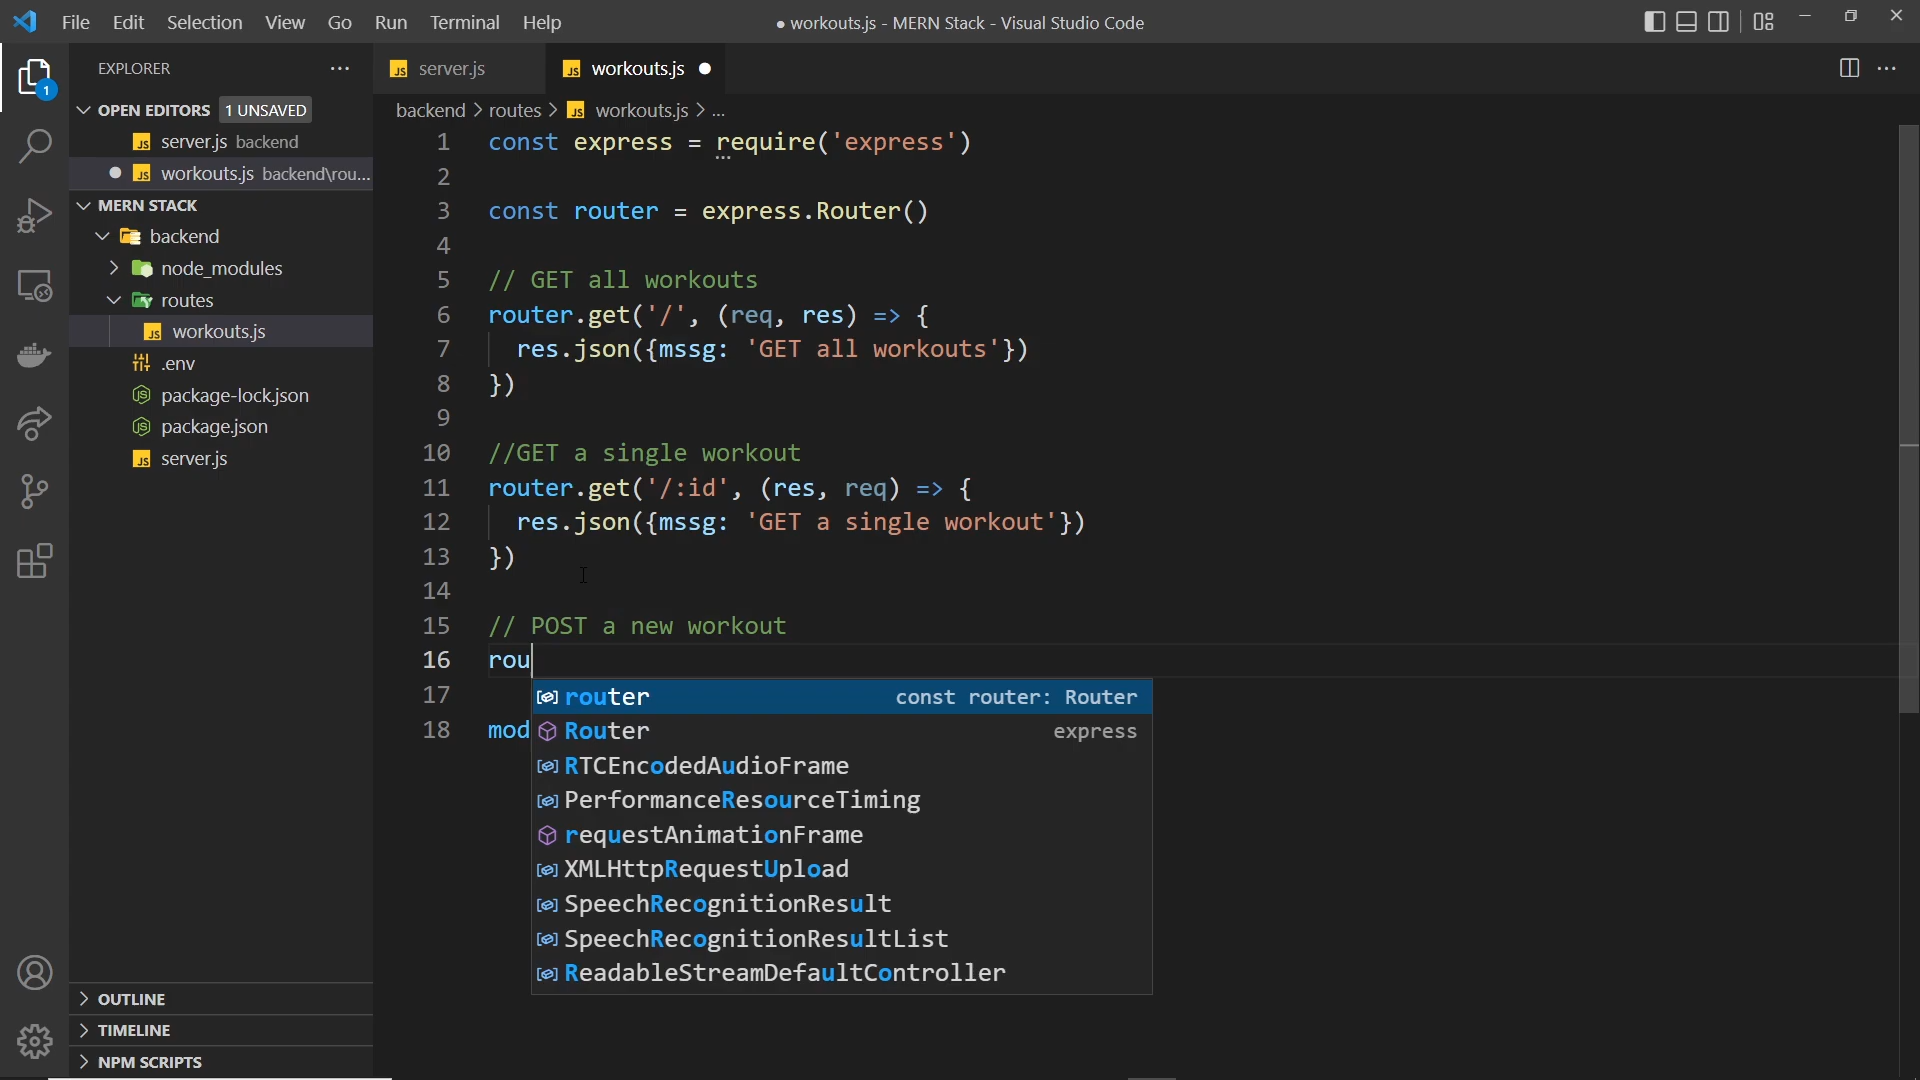 File Edit Selection View Go Run Terminal Help
● workouts.js - MERN Stack - Visual Studio Code
EXPLORER
1
OPEN EDITORS 1 UNSAVED
JS server.js backend
JS workouts.js backend\rou...
MERN STACK
backend
node_modules
routes
JS workouts.js
.env
package-lock.json
package.json
JS server.js
OUTLINE
TIMELINE
NPM SCRIPTS
JS server.js
JS workouts.js
backend > routes > JS workouts.js > ...
1 const express = require('express')
2
3 const router = express.Router()
4
5 // GET all workouts
6 router.get('/', (req, res) => {
7 res.json({mssg: 'GET all workouts'})
8 })
9
10 //GET a single workout
11 router.get('/:id', (res, req) => {
12 res.json({mssg: 'GET a single workout'})
13 })
14
15 // POST a new workout
16 rou
17
18 mod
router const router: Router
Router express
RTCEncodedAudioFrame
PerformanceResourceTiming
requestAnimationFrame
XMLHttpRequestUpload
SpeechRecognitionResult
SpeechRecognitionResultList
ReadableStreamDefaultController